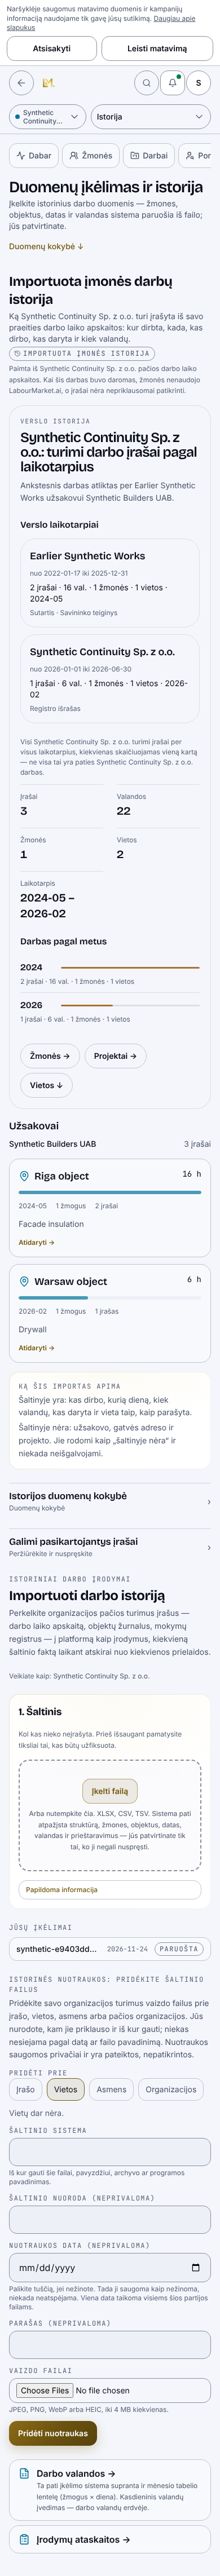 Naršyklėje saugomus matavimo duomenis ir kampanijų
informaciją naudojame tik gavę jūsų sutikimą. Daugiau apie
slapukus
Atsisakyti
Leisti matavimą
S
Synthetic
Continuity...
Istorija
Dabar
Žmonės
Darbai
Por
Duomenų įkėlimas ir istorija
Įkelkite istorinius darbo duomenis — žmones,
objektus, datas ir valandas sistema paruošia iš failo;
jūs patvirtinate.
Duomenų kokybė ↓
Importuota įmonės darbų
istorija
Ką Synthetic Continuity Sp. z o.o. turi įrašyta iš savo
praeities darbo laiko apskaitos: kur dirbta, kada, kas
dirbo, kas daryta ir kiek valandų.
IMPORTUOTA ĮMONĖS ISTORIJA
Paimta iš Synthetic Continuity Sp. z o.o. pačios darbo laiko
apskaitos. Kai šis darbas buvo daromas, žmonės nenaudojo
LabourMarket.ai, o įrašai nėra nepriklausomai patikrinti.
VERSLO ISTORIJA
Synthetic Continuity Sp. z
o.o.: turimi darbo įrašai pagal
laikotarpius
Ankstesnis darbas atliktas per Earlier Synthetic
Works užsakovui Synthetic Builders UAB.
Verslo laikotarpiai
Earlier Synthetic Works
nuo 2022-01-17 iki 2025-12-31
2 įrašai · 16 val. · 1 žmonės · 1 vietos ·
2024-05
Sutartis · Savininko teiginys
Synthetic Continuity Sp. z o.o.
nuo 2026-01-01 iki 2026-06-30
1 įrašai · 6 val. · 1 žmonės · 1 vietos · 2026-
02
Registro išrašas
Visi Synthetic Continuity Sp. z o.o. turimi įrašai per
visus laikotarpius, kiekvienas skaičiuojamas vieną kartą
— ne visa tai yra paties Synthetic Continuity Sp. z o.o.
darbas.
Įrašai
3
Valandos
22
Žmonės
1
Vietos
2
Laikotarpis
2024-05 –
2026-02
Darbas pagal metus
2024
2 įrašai · 16 val. · 1 žmonės · 1 vietos
2026
1 įrašai · 6 val. · 1 žmonės · 1 vietos
Žmonės →
Projektai →
Vietos ↓
Užsakovai
Synthetic Builders UAB
3 įrašai
Riga object
16 h
2024-05 1 žmogus 2 įrašai
Facade insulation
Atidaryti →
Warsaw object
6 h
2026-02 1 žmogus 1 įrašas
Drywall
Atidaryti →
KĄ ŠIS IMPORTAS APIMA
Šaltinyje yra: kas dirbo, kurią dieną, kiek
valandų, kas daryta ir vieta taip, kaip parašyta.
Šaltinyje nėra: užsakovo, gatvės adreso ir
projekto. Jie rodomi kaip „šaltinyje nėra“ ir
niekada neišgalvojami.
Istorijos duomenų kokybė
Duomenų kokybė
Galimi pasikartojantys įrašai
Peržiūrėkite ir nuspręskite
ISTORINIAI DARBO ĮRODYMAI
Importuoti darbo istoriją
Perkelkite organizacijos pačios turimus įrašus —
darbo laiko apskaitą, objektų žurnalus, mokymų
registrus — į platformą kaip įrodymus, kiekvieną
šaltinio faktą laikant atskirai nuo kiekvienos prielaidos.
Veikiate kaip: Synthetic Continuity Sp. z o.o.
1. Šaltinis
Kol kas nieko neįrašyta. Prieš išsaugant pamatysite
tiksliai tai, kas būtų užfiksuota.
Įkelti failą
Arba nutempkite čia. XLSX, CSV, TSV. Sistema pati
atpažįsta struktūrą, žmones, objektus, datas,
valandas ir prieštaravimus — jūs patvirtinate tik
tai, ko ji negali nuspręsti.
Papildoma informacija
JŪSŲ ĮKĖLIMAI
synthetic-e9403dd...
2026-11-24
PARUOŠTA
ISTORINĖS NUOTRAUKOS: PRIDĖKITE ŠALTINIO
FAILUS
Pridėkite savo organizacijos turimus vaizdo failus prie
įrašo, vietos, asmens arba pačios organizacijos. Jūs
nurodote, kam jie priklauso ir iš kur gauti; niekas
nesiejama pagal datą ar failo pavadinimą. Nuotraukos
saugomos privačiai ir yra pateiktos, nepatikrintos.
PRIDĖTI PRIE
Įrašo
Vietos
Asmens
Organizacijos
Vietų dar nėra.
ŠALTINIO SISTEMA
Iš kur gauti šie failai, pavyzdžiui, archyvo ar programos
pavadinimas.
ŠALTINIO NUORODA (NEPRIVALOMA)
NUOTRAUKOS DATA (NEPRIVALOMA)
mm/dd/yyyy
Palikite tuščią, jei nežinote. Tada ji saugoma kaip nežinoma,
niekada neatspėjama. Viena data taikoma visiems šios partijos
failams.
PARAŠAS (NEPRIVALOMA)
VAIZDO FAILAI
Choose Files No file chosen
JPEG, PNG, WebP arba HEIC, iki 4 MB kiekvienas.
Pridėti nuotraukas
Darbo valandos →
Ta pati įkėlimo sistema supranta ir mėnesio tabelio
lentelę (žmogus × diena). Kasdieninis valandų
įvedimas — darbo valandų erdvėje.
Įrodymų ataskaitos →